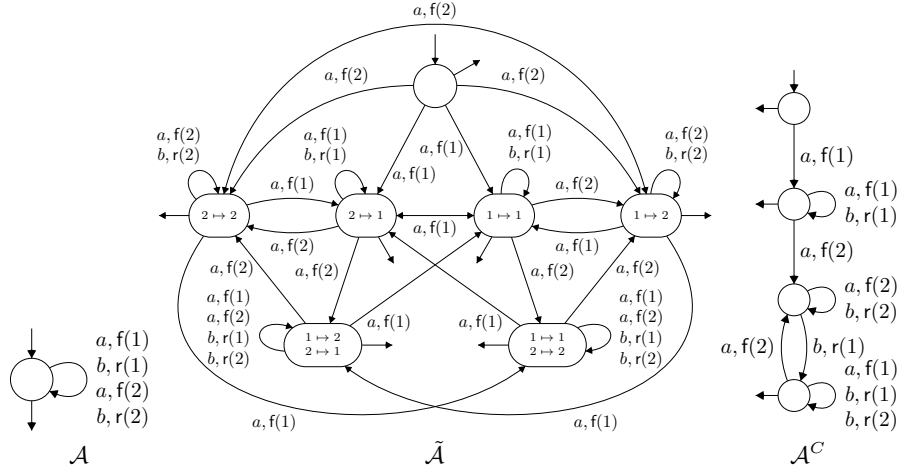 a, f(2)
a, f(2)
a, f(2)
a, f(2)
b, r(2)
a, f(1)
b, r(1)
a, f(1)
a, f(1)
a, f(1)
b, r(1)
a, f(2)
b, r(2)
a, f(1)
a, f(2)
2 ↦ 2
2 ↦ 1
1 ↦ 1
1 ↦ 2
a, f(2)
a, f(1)
a, f(1)
a, f(2)
a, f(2)
a, f(2)
a, f(2)
a, f(1)
a, f(2)
b, r(1)
b, r(2)
1 ↦ 2
2 ↦ 1
a, f(1)
a, f(1)
1 ↦ 1
2 ↦ 2
a, f(1)
a, f(2)
b, r(1)
b, r(2)
a, f(1)
a, f(1)
a, f(1)
b, r(1)
a, f(2)
b, r(2)
a, f(1)
a, f(1)
b, r(1)
a, f(2)
a, f(2)
b, r(2)
a, f(2)
b, r(1)
a, f(1)
b, r(1)
b, r(2)
𝒜
𝒜̃
𝒜ᶜ